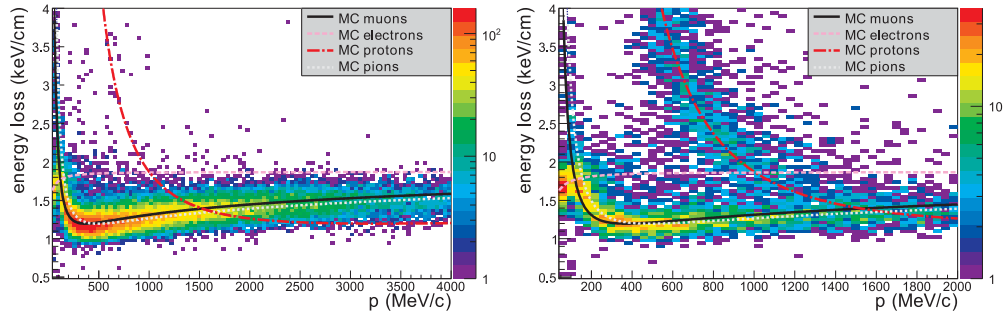 energy loss (keV/cm)
4
3.5
3
2.5
2
1.5
1
0.5
MC muons
MC electrons
MC protons
MC pions
10²
10
1
500 1000 1500 2000 2500 3000 3500 4000
p (MeV/c)
energy loss (keV/cm)
4
3.5
3
2.5
2
1.5
1
0.5
MC muons
MC electrons
MC protons
MC pions
10
1
200 400 600 800 1000 1200 1400 1600 1800 2000
p (MeV/c)